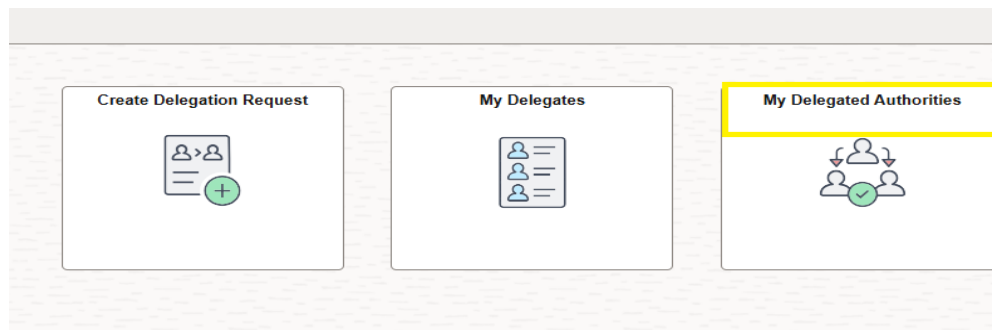 Create Delegation Request
My Delegates
My Delegated Authorities